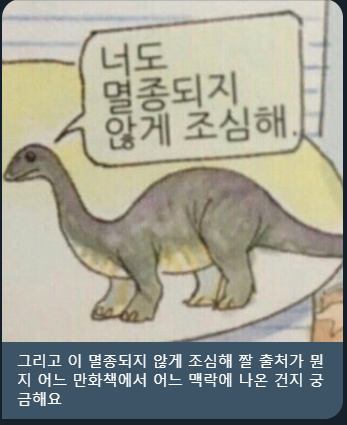 너도
멸종되지
않게 조심해.
그리고 이 멸종되지 않게 조심해 짤 출처가 뭔
지 어느 만화책에서 어느 맥락에 나온 건지 궁
금해요